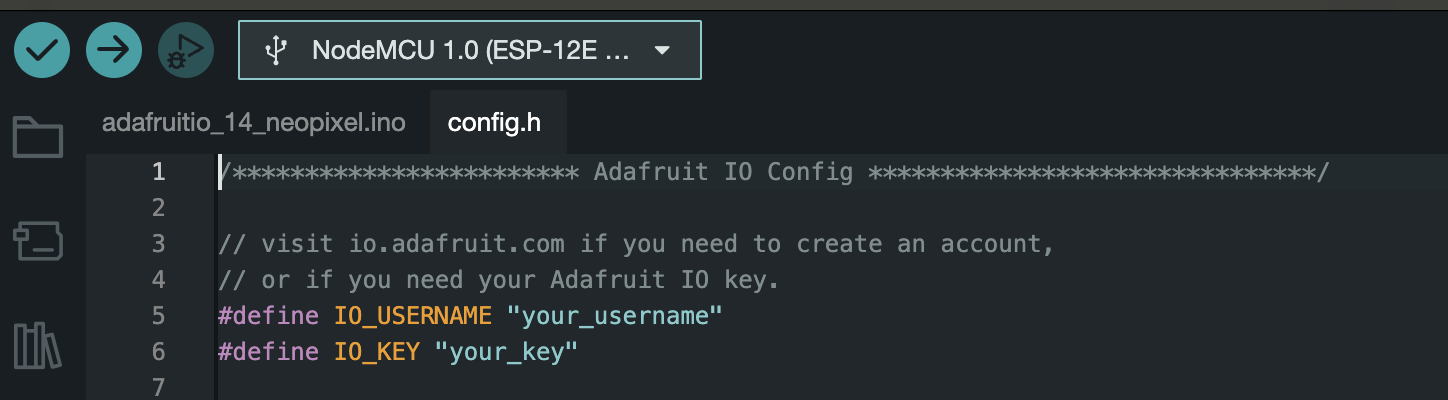 NodeMCU 1.0 (ESP-12E ...
adafruitio_14_neopixel.ino config.h
1 /************************ Adafruit IO Config *******************************/
2
3 // visit io.adafruit.com if you need to create an account,
4 // or if you need your Adafruit IO key.
5 #define IO_USERNAME "your_username"
6 #define IO_KEY "your_key"
7